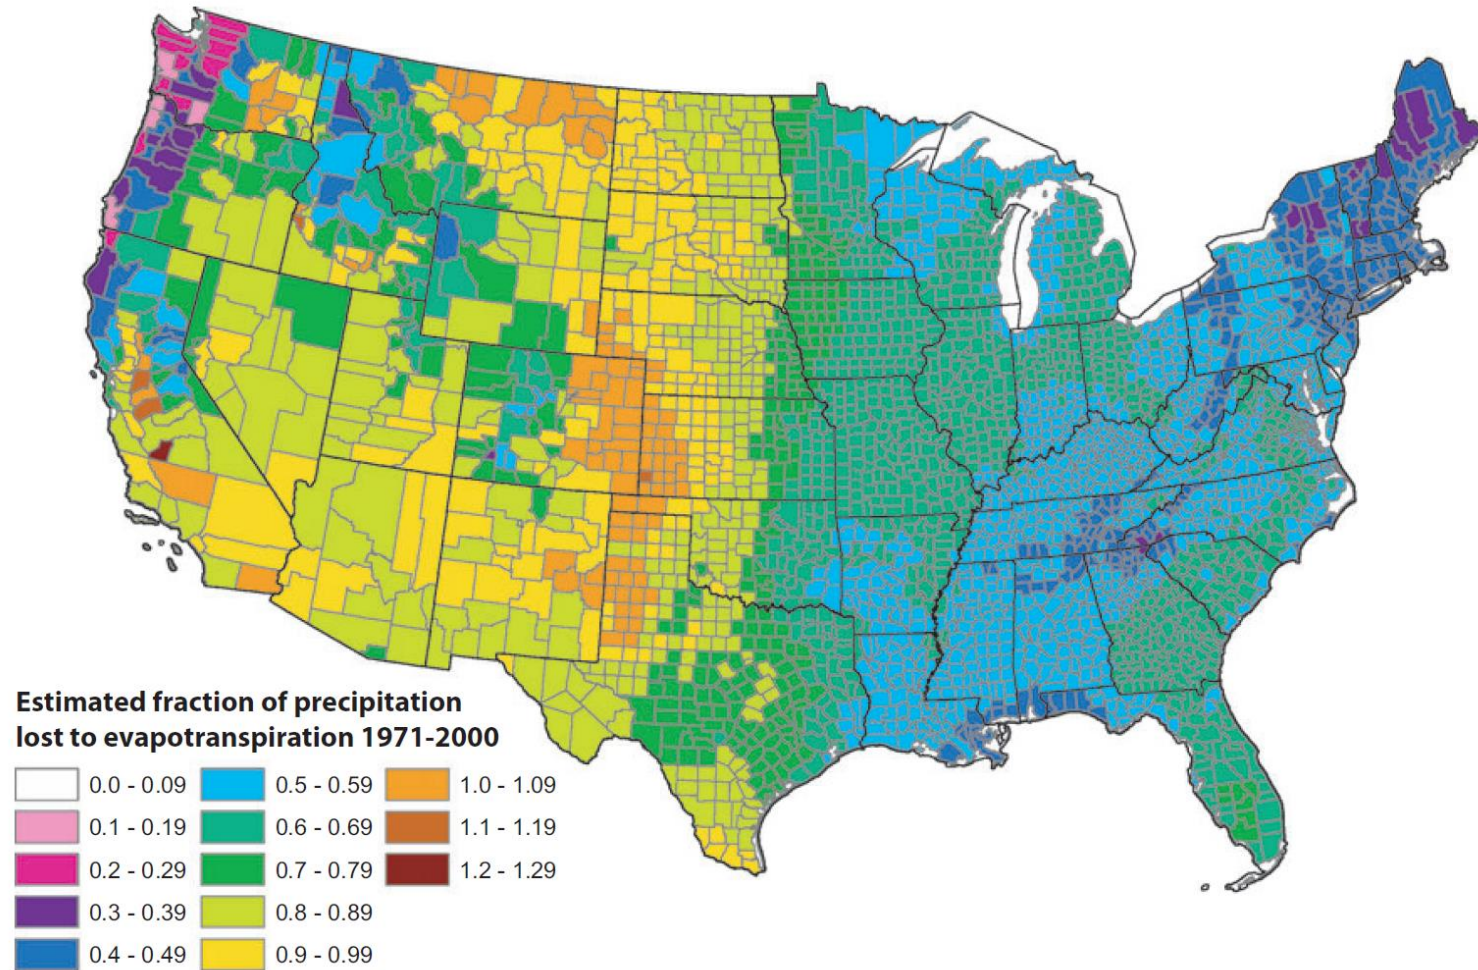 Estimated fraction of precipitation
lost to evapotranspiration 1971-2000
0.0 - 0.09
0.1 - 0.19
0.2 - 0.29
0.3 - 0.39
0.4 - 0.49
0.5 - 0.59
0.6 - 0.69
0.7 - 0.79
0.8 - 0.89
0.9 - 0.99
1.0 - 1.09
1.1 - 1.19
1.2 - 1.29